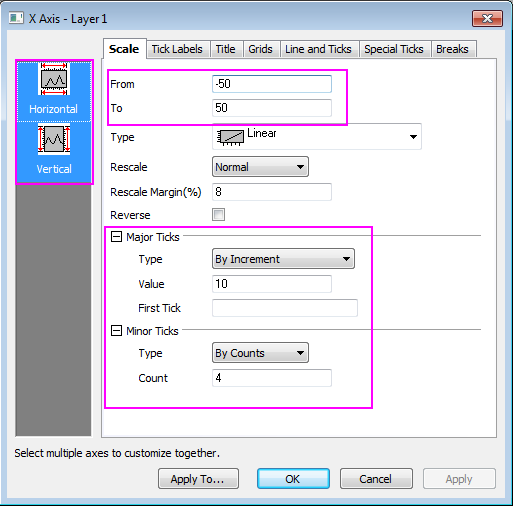 X Axis - Layer1
Scale Tick Labels Title Grids Line and Ticks Special Ticks Breaks
Horizontal
Vertical
From -50
To 50
Type Linear
Rescale Normal
Rescale Margin(%) 8
Reverse
Major Ticks
Type By Increment
Value 10
First Tick
Minor Ticks
Type By Counts
Count 4
Select multiple axes to customize together.
Apply To... OK Cancel Apply